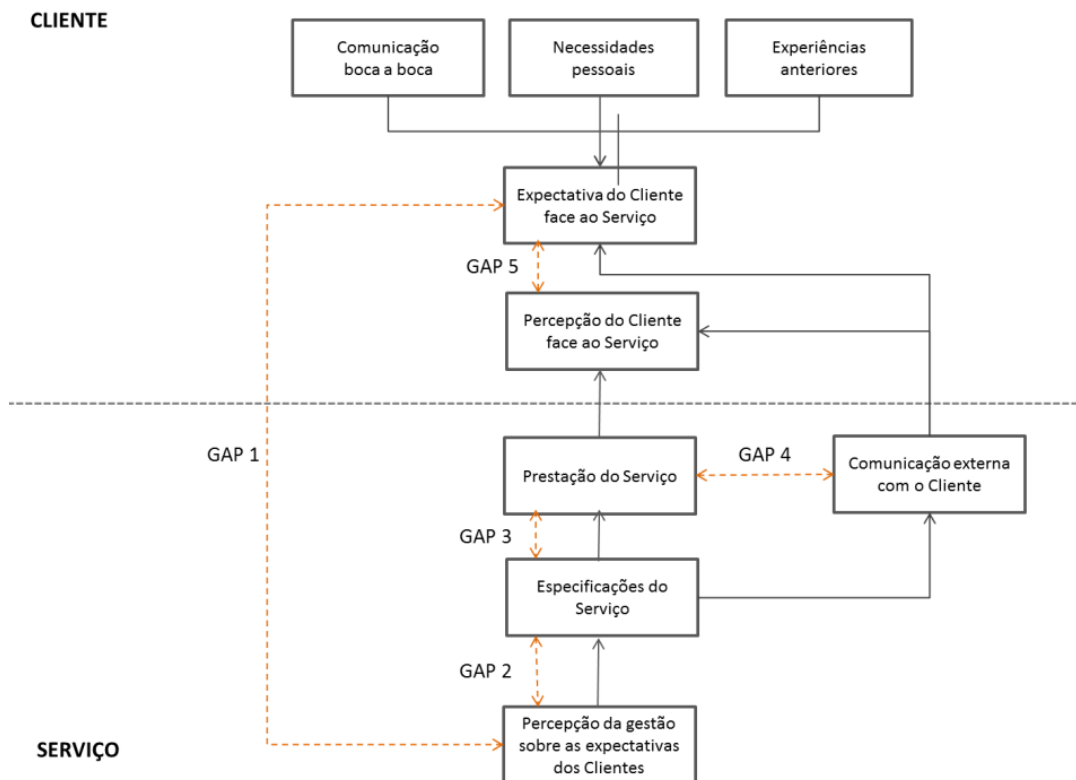 CLIENTE
Comunicação
boca a boca
Necessidades
pessoais
Experiências
anteriores
Expectativa do Cliente
face ao Serviço
GAP 5
Percepção do Cliente
face ao Serviço
GAP 1
Prestação do Serviço
GAP 4
Comunicação externa
com o Cliente
GAP 3
Especificações do
Serviço
GAP 2
Percepção da gestão
sobre as expectativas
dos Clientes
SERVIÇO